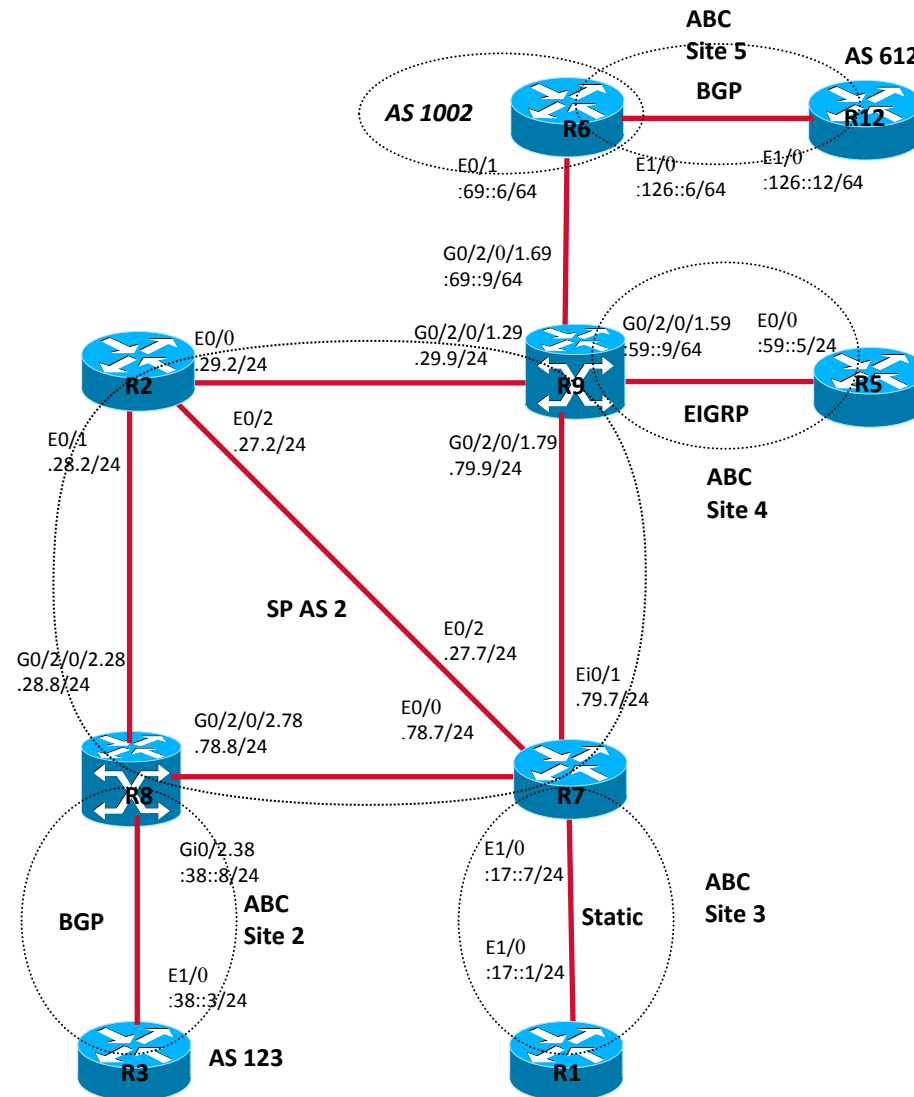 ABC
Site 5
AS 612
AS 1002
BGP
R6
R12
E0/1
:69::6/64
E1/0
:126::6/64
E1/0
:126::12/64
G0/2/0/1.69
:69::9/64
E0/0
.29.2/24
G0/2/0/1.29
.29.9/24
G0/2/0/1.59
:59::9/64
E0/0
:59::5/24
R2
R9
R5
E0/1
.28.2/24
E0/2
.27.2/24
G0/2/0/1.79
.79.9/24
EIGRP
ABC
Site 4
SP AS 2
G0/2/0/2.28
.28.8/24
E0/2
.27.7/24
Ei0/1
.79.7/24
G0/2/0/2.78
.78.8/24
E0/0
.78.7/24
R8
R7
Gi0/2.38
:38::8/24
E1/0
:17::7/24
BGP
ABC
Site 2
Static
ABC
Site 3
E1/0
:38::3/24
E1/0
:17::1/24
R3
AS 123
R1